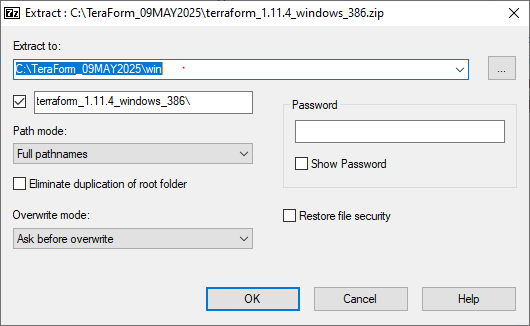 7z Extract : C:\TeraForm_09MAY2025\terraform_1.11.4_windows_386.zip
Extract to:
C:\TeraForm_09MAY2025\win
...
terraform_1.11.4_windows_386\
Path mode:
Full pathnames
Eliminate duplication of root folder
Overwrite mode:
Ask before overwrite
Password
Show Password
Restore file security
OK
Cancel
Help